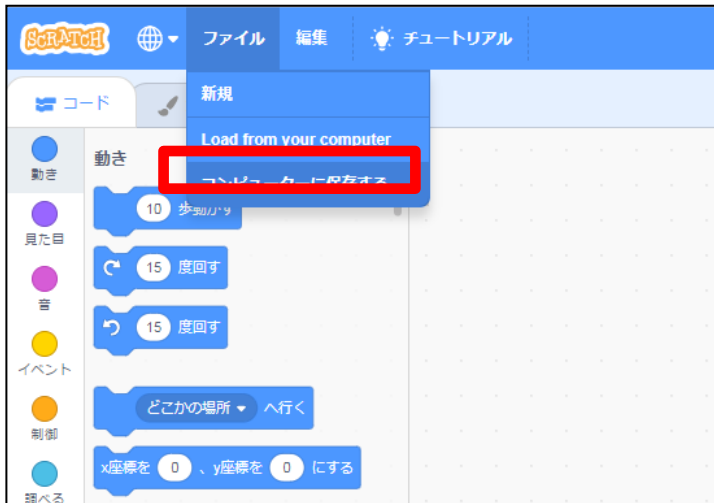 SCRATCH ファイル 編集 チュートリアル
コード
新規
Load from your computer
コンピューターに保存する
動き
動き
10 歩動かす
見た目
15 度回す
音
15 度回す
イベント
どこかの場所 へ行く
制御
x座標を 0 、y座標を 0 にする
調べる